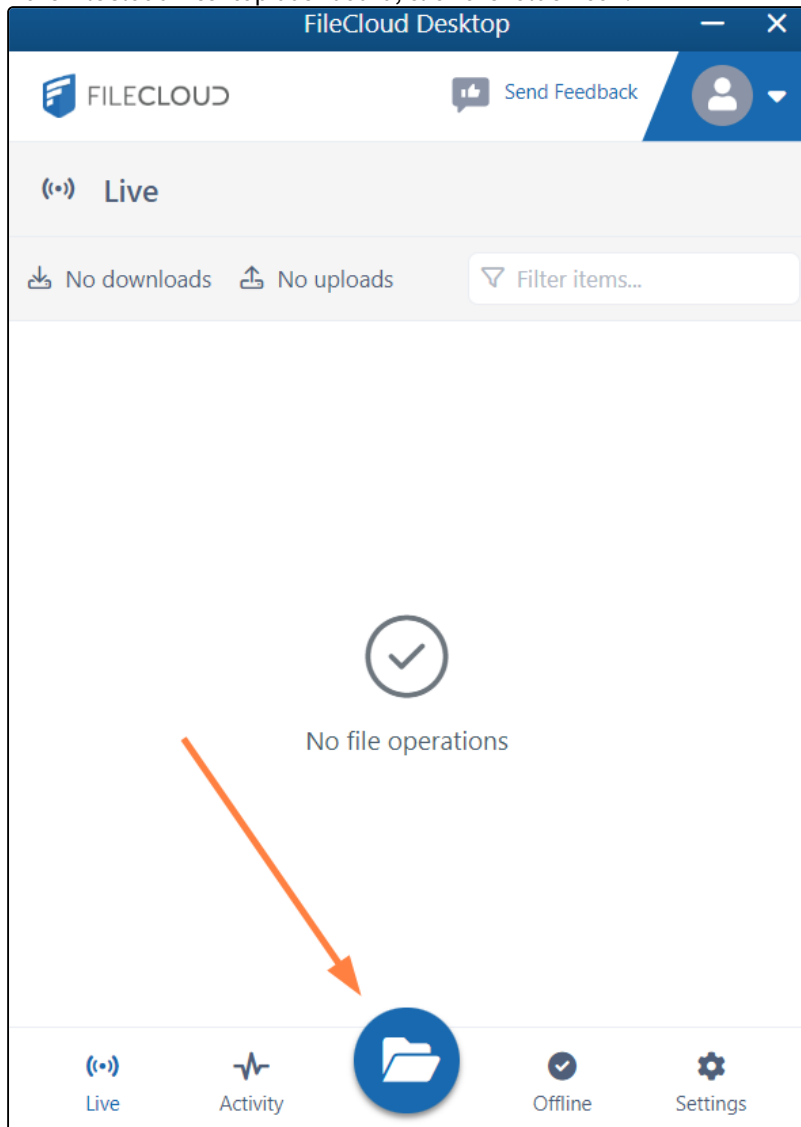 FileCloud Desktop
FILECLOUD
Send Feedback
Live
No downloads No uploads Filter items...
No file operations
Live Activity Offline Settings